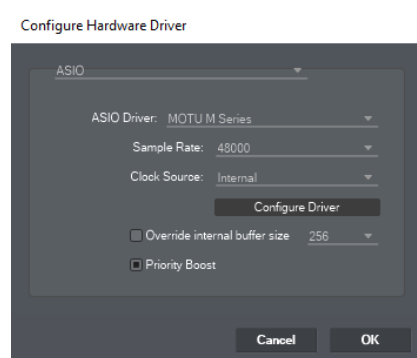 Configure Hardware Driver
ASIO
ASIO Driver: MOTU M Series
Sample Rate: 48000
Clock Source: Internal
Configure Driver
Override internal buffer size 256
Priority Boost
Cancel OK